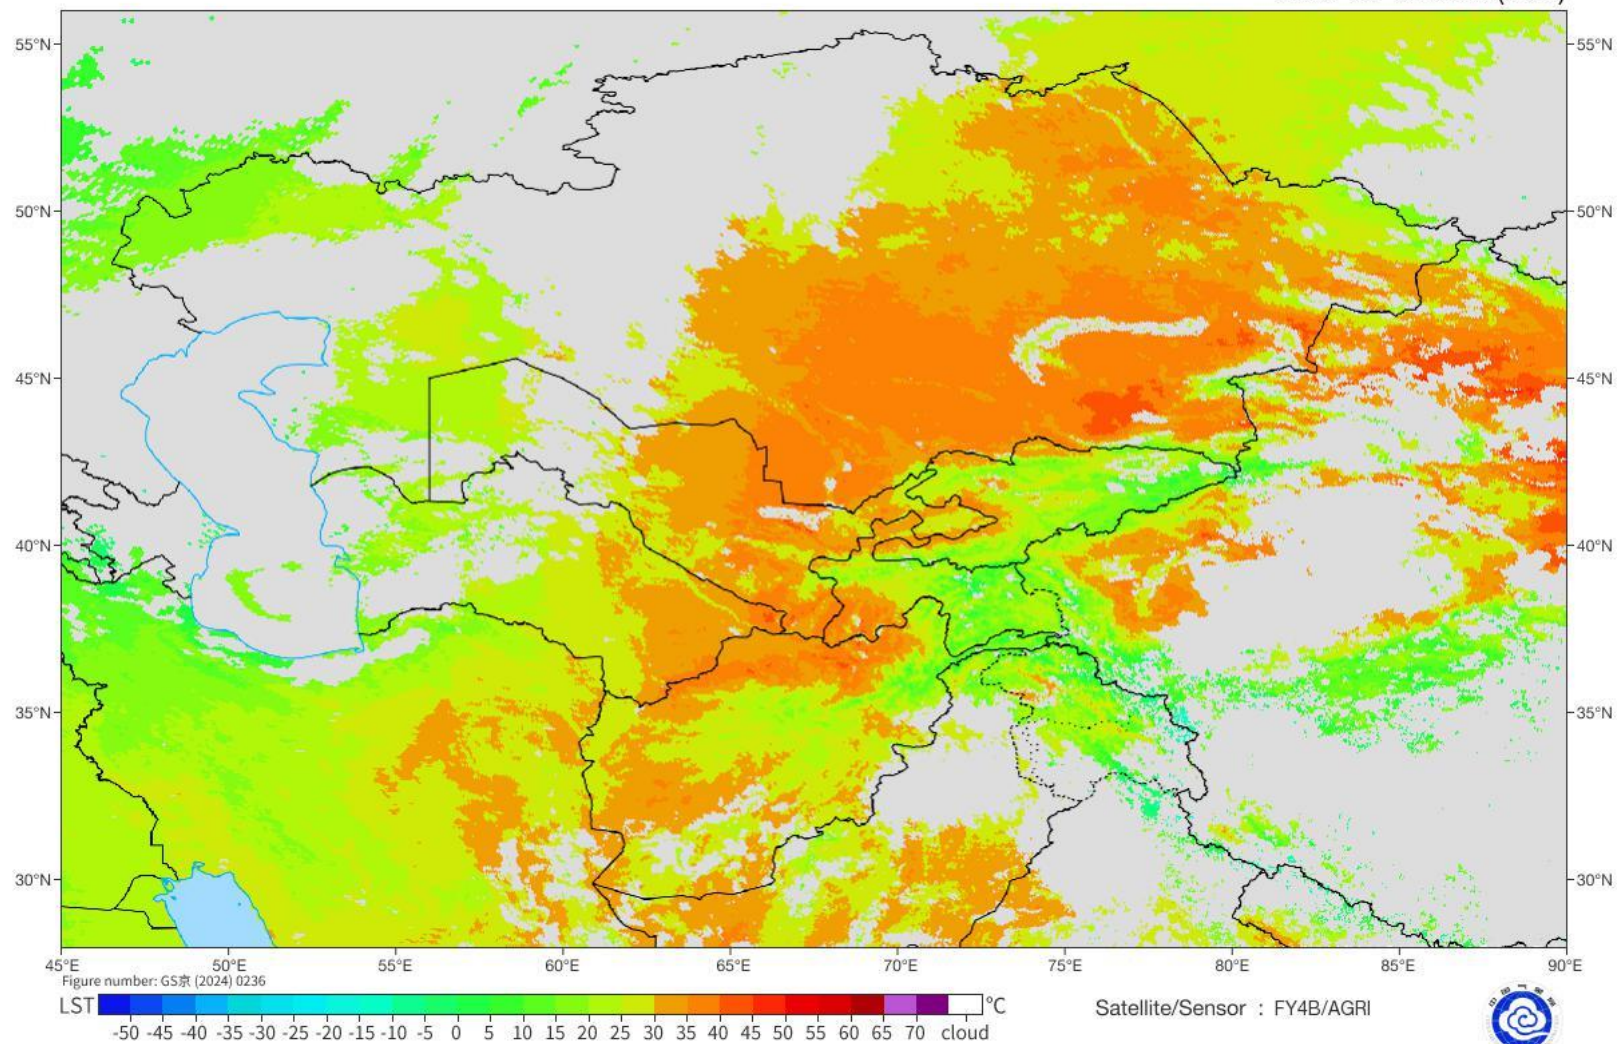 55°N
55°N
50°N
50°N
45°N
45°N
40°N
40°N
35°N
35°N
30°N
30°N
45°E 50°E 55°E 60°E 65°E 70°E 75°E 80°E 85°E 90°E
Figure number: GS京 (2024) 0236
LST °C
-50 -45 -40 -35 -30 -25 -20 -15 -10 -5 0 5 10 15 20 25 30 35 40 45 50 55 60 65 70 cloud
Satellite/Sensor : FY4B/AGRI